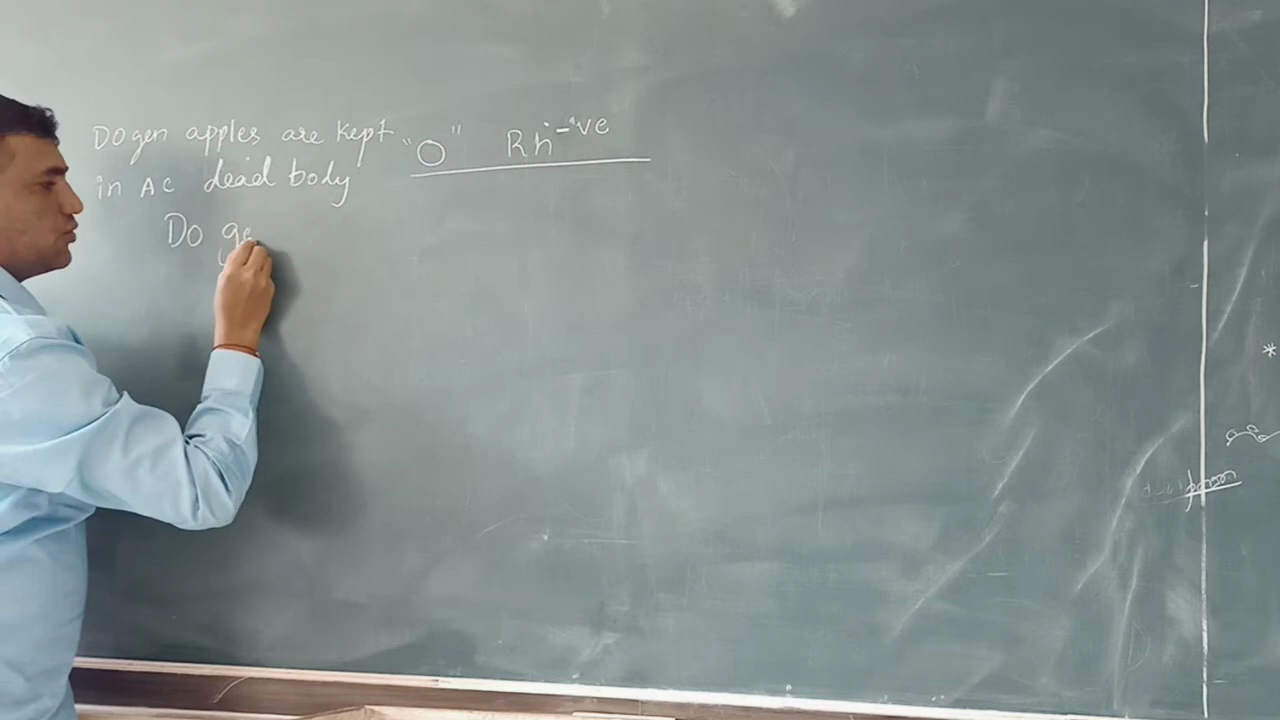 Dogen apples are kept
in AC dead body
"O" Rh -ve
Do ge